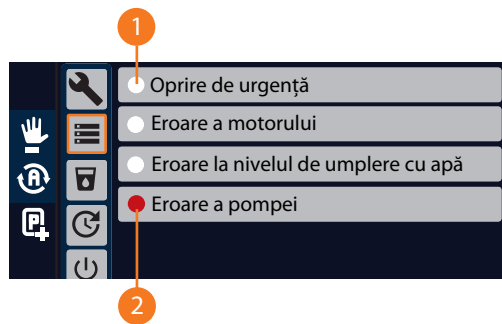 1
Oprire de urgență
Eroare a motorului
Eroare la nivelul de umplere cu apă
Eroare a pompei
A
P
2